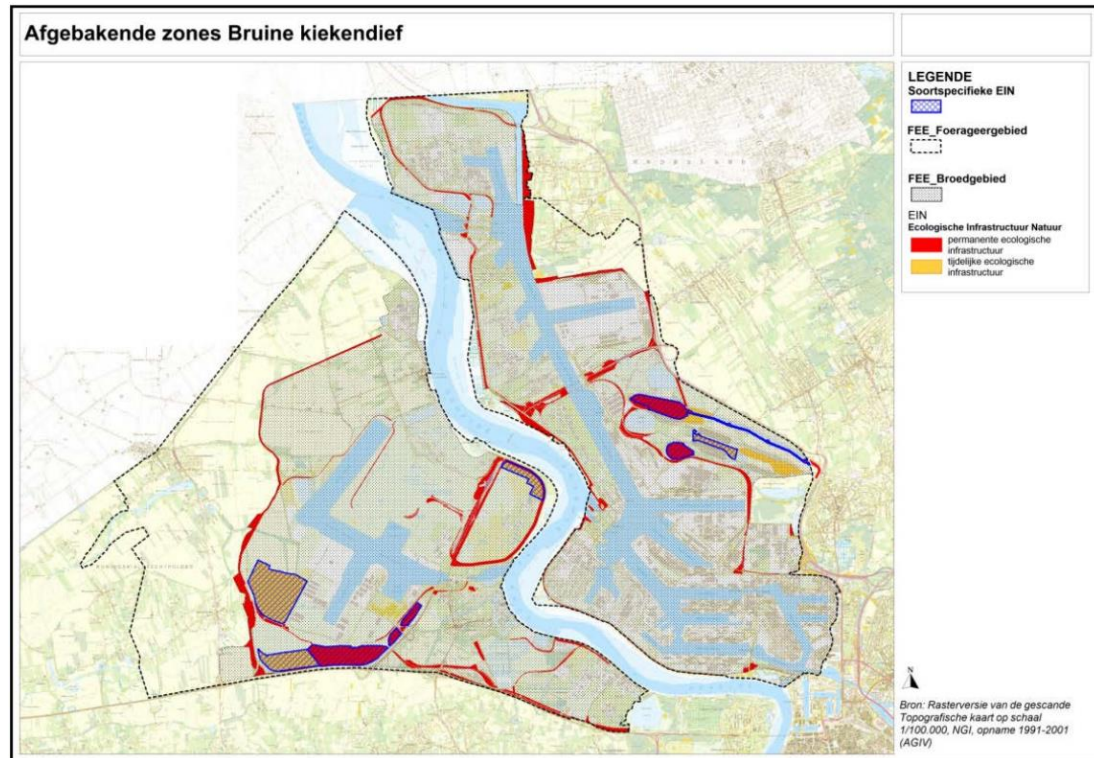 Afgebakende zones Bruine kiekendief
LEGENDE
Soortspecifieke EIN
FEE_Foerageergebied
FEE_Broedgebied
EIN
Ecologische Infrastructuur Natuur
permanente ecologische
infrastructuur
tijdelijke ecologische
infrastructuur
N
Bron: Rasterversie van de gescande
Topografische kaart op schaal
1/100.000, NGI, opname 1991-2001
(AGIV)